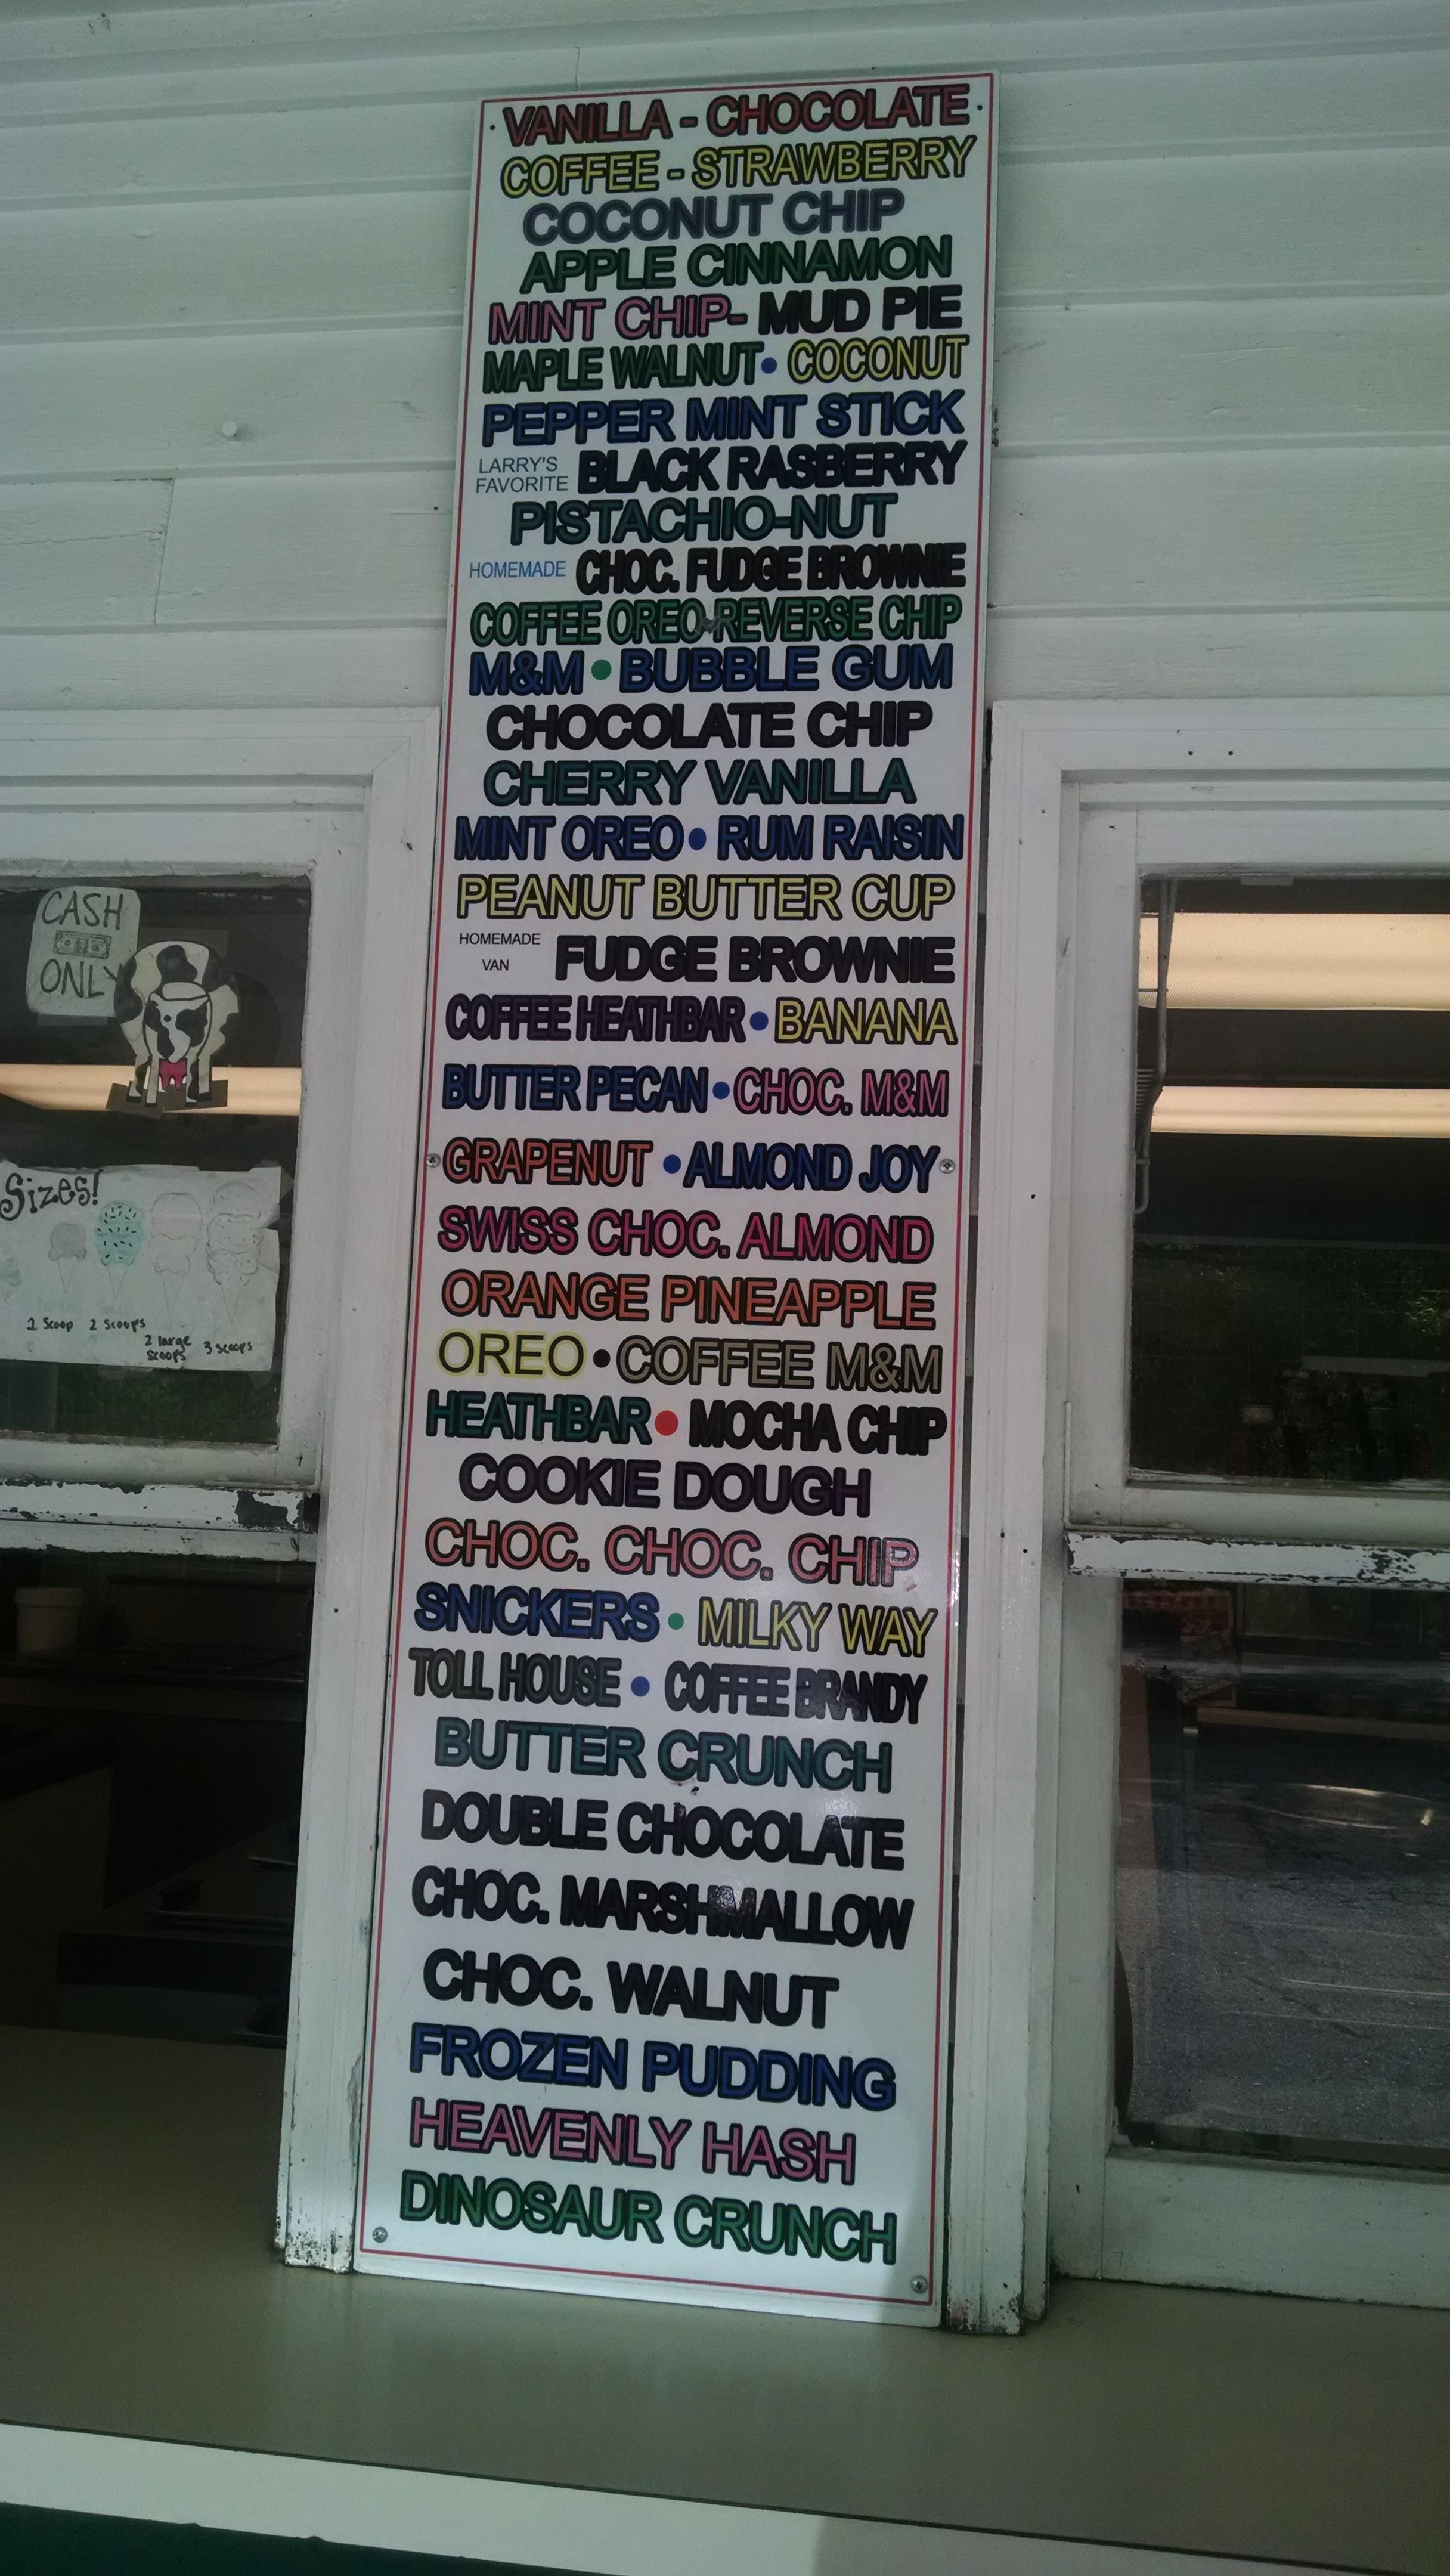 VANILLA - CHOCOLATE
COFFEE - STRAWBERRY
COCONUT CHIP
APPLE CINNAMON
MINT CHIP- MUD PIE
MAPLE WALNUT • COCONUT
PEPPER MINT STICK
LARRY'S FAVORITE BLACK RASBERRY
PISTACHIO-NUT
HOMEMADE CHOC. FUDGE BROWNIE
COFFEE OREO-REVERSE CHIP
M&M • BUBBLE GUM
CHOCOLATE CHIP
CHERRY VANILLA
MINT OREO • RUM RAISIN
PEANUT BUTTER CUP
HOMEMADE VAN FUDGE BROWNIE
COFFEE HEATHBAR • BANANA
BUTTER PECAN • CHOC. M&M
GRAPENUT • ALMOND JOY
SWISS CHOC. ALMOND
ORANGE PINEAPPLE
OREO • COFFEE M&M
HEATHBAR • MOCHA CHIP
COOKIE DOUGH
CHOC. CHOC. CHIP
SNICKERS • MILKY WAY
TOLL HOUSE • COFFEE BRANDY
BUTTER CRUNCH
DOUBLE CHOCOLATE
CHOC. MARSHMALLOW
CHOC. WALNUT
FROZEN PUDDING
HEAVENLY HASH
DINOSAUR CRUNCH
CASH
ONLY
Sizes!
1 Scoop 2 Scoops
2 large scoops
3 scoops